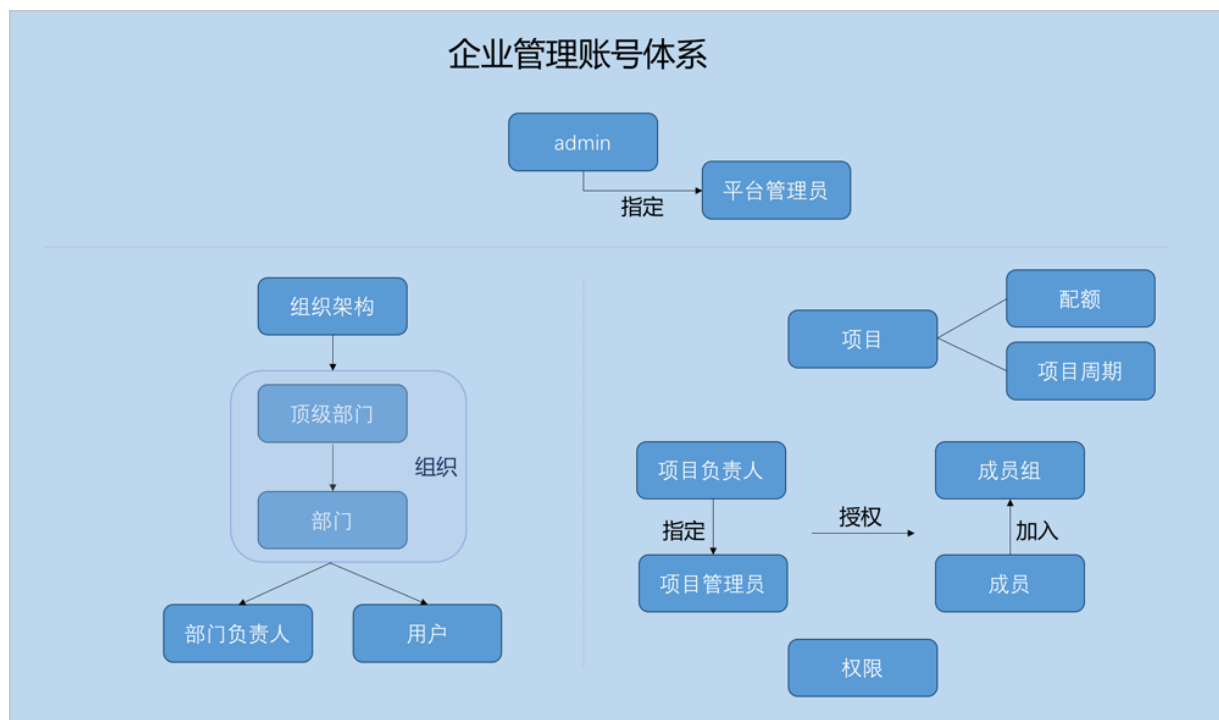 企业管理账号体系
admin
平台管理员
指定
组织架构
顶级部门
组织
部门
部门负责人
用户
配额
项目
项目周期
项目负责人
成员组
指定
授权
加入
项目管理员
成员
权限